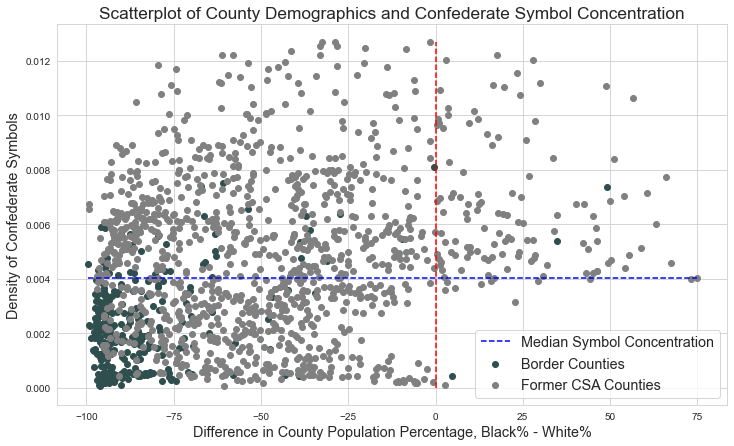 Scatterplot of County Demographics and Confederate Symbol Concentration
Density of Confederate Symbols
0.012
0.010
0.008
0.006
0.004
0.002
0.000
Median Symbol Concentration
Border Counties
Former CSA Counties
−100
−75
−50
−25
0
25
50
75
Difference in County Population Percentage, Black% - White%